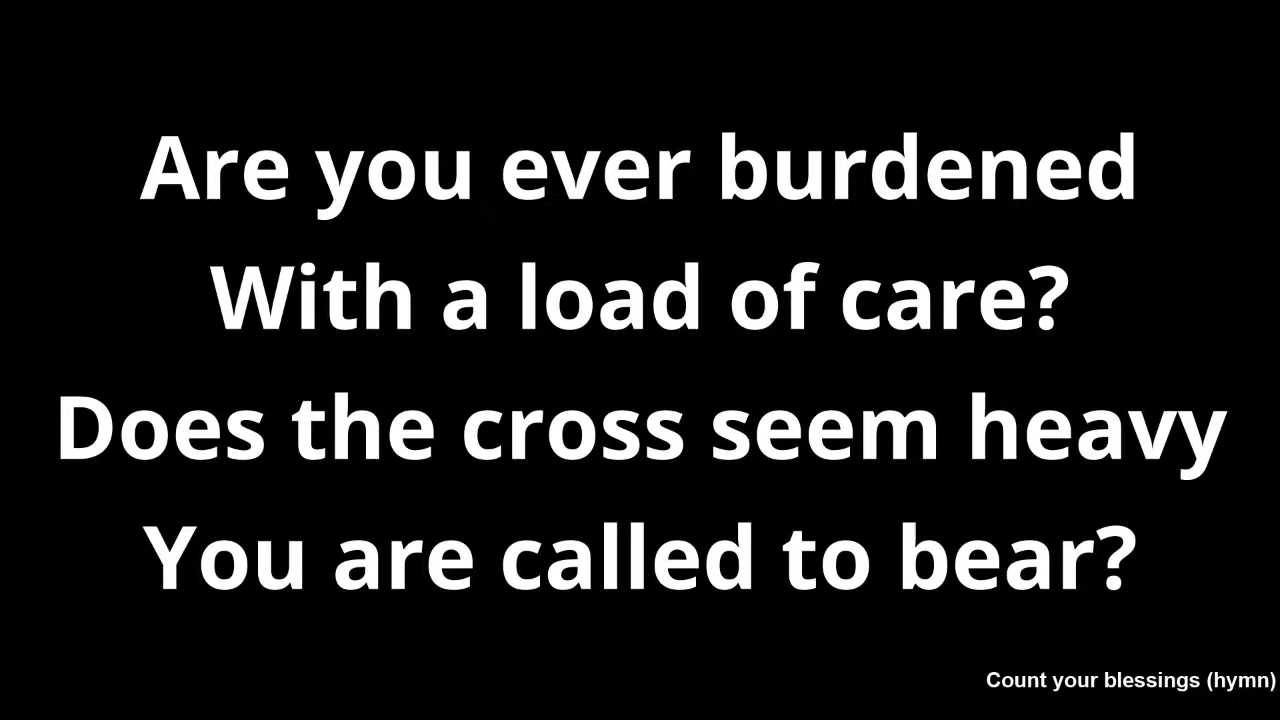 Are you ever burdened
With a load of care?
Does the cross seem heavy
You are called to bear?
Count your blessings (hymn)